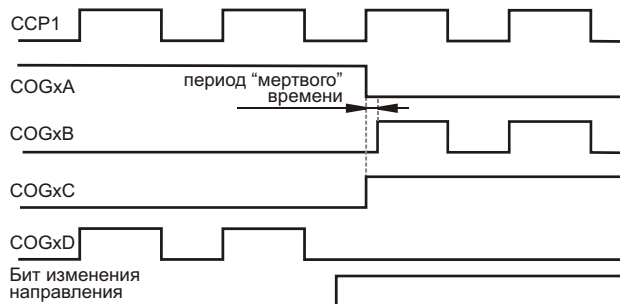 CCP1
COGxA
период “мертвого”
времени
COGxB
COGxC
COGxD
Бит изменения
направления